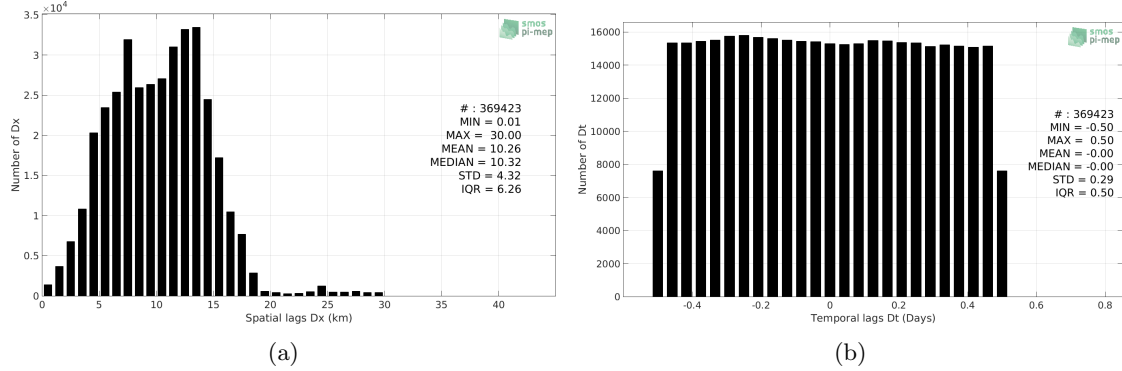 3.5
×10⁴
3
2.5
2
1.5
1
0.5
0
Number of Dx
0 5 10 15 20 25 30 35 40
Spatial lags Dx (km)
smos
pi-mep
# : 369423
MIN = 0.01
MAX = 30.00
MEAN = 10.26
MEDIAN = 10.32
STD = 4.32
IQR = 6.26
(a)
16000
14000
12000
10000
8000
6000
4000
2000
0
Number of Dt
-0.4 -0.2 0 0.2 0.4 0.6 0.8
Temporal lags Dt (Days)
smos
pi-mep
# : 369423
MIN = -0.50
MAX = 0.50
MEAN = -0.00
MEDIAN = -0.00
STD = 0.29
IQR = 0.50
(b)